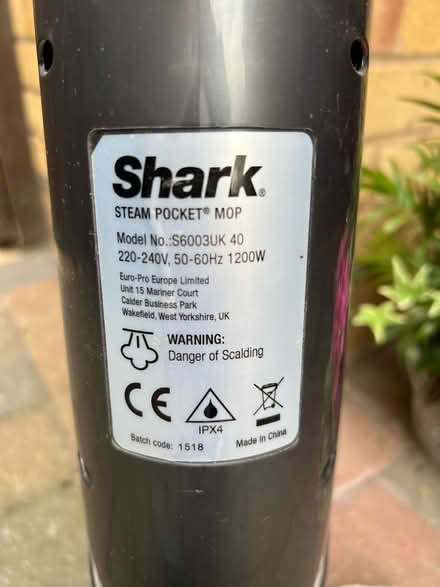 Shark®
STEAM POCKET® MOP
Model No.:S6003UK 40
220-240V, 50-60Hz 1200W
Euro-Pro Europe Limited
Unit 15 Mariner Court
Calder Business Park
Wakefield, West Yorkshire, UK
WARNING:
Danger of Scalding
CE
IPX4
Batch code: 1518
Made in China